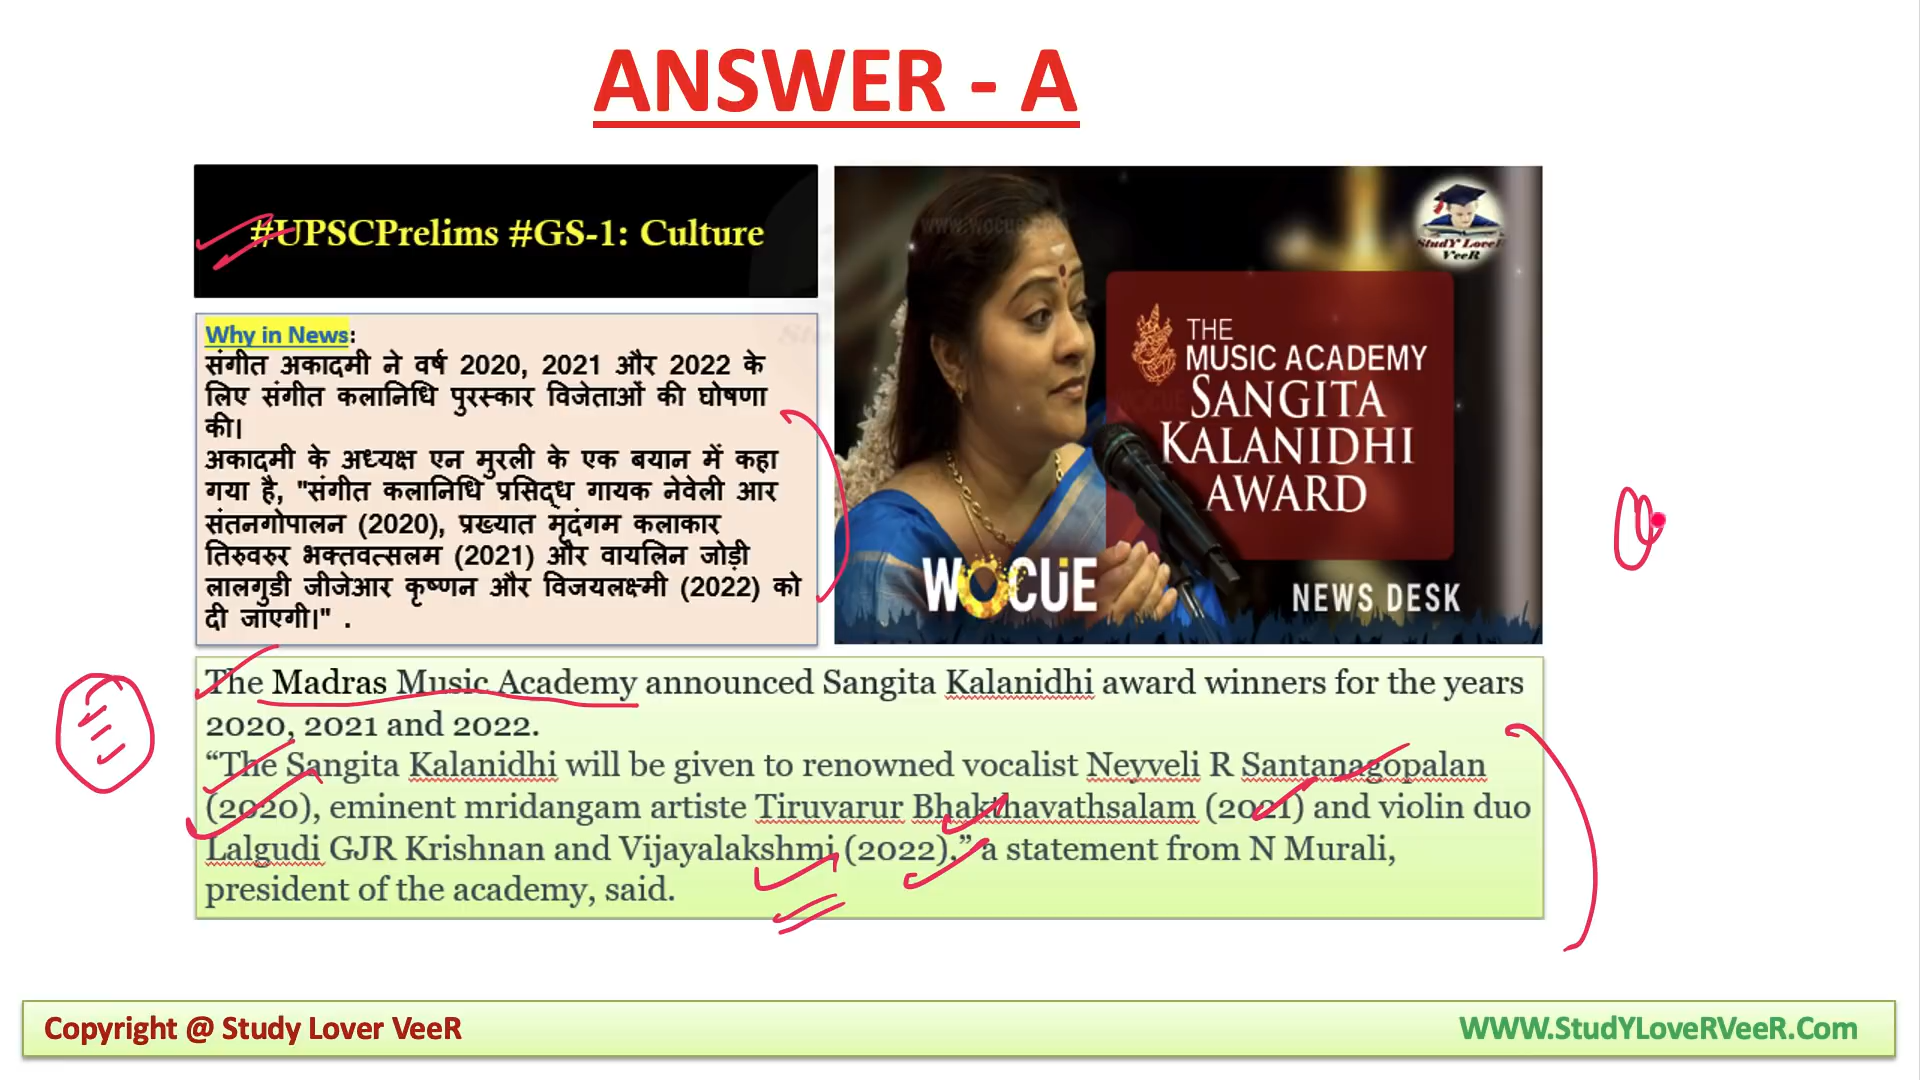 ANSWER - A
#UPSCPrelims #GS-1: Culture
Why in News:
संगीत अकादमी ने वर्ष 2020, 2021 और 2022 के
लिए संगीत कलानिधि पुरस्कार विजेताओं की घोषणा
की।
अकादमी के अध्यक्ष एन मुरली के एक बयान में कहा
गया है, "संगीत कलानिधि प्रसिद्ध गायक नेवेली आर
संतनगोपालन (2020), प्रख्यात मृदंगम कलाकार
तिरुवरुर भक्तवत्सलम (2021) और वायलिन जोड़ी
लालगुडी जीजेआर कृष्णन और विजयलक्ष्मी (2022) को
दी जाएगी।" .
www.wocue.com
StudY LoveR
VeeR
THE
MUSIC ACADEMY
SANGITA
KALANIDHI
AWARD
WOCUE
NEWS DESK
The Madras Music Academy announced Sangita Kalanidhi award winners for the years
2020, 2021 and 2022.
“The Sangita Kalanidhi will be given to renowned vocalist Neyveli R Santanagopalan
(2020), eminent mridangam artiste Tiruvarur Bhakthavathsalam (2021) and violin duo
Lalgudi GJR Krishnan and Vijayalakshmi (2022),” a statement from N Murali,
president of the academy, said.
Copyright @ Study Lover VeeR
WWW.StudYLoveRVeeR.Com